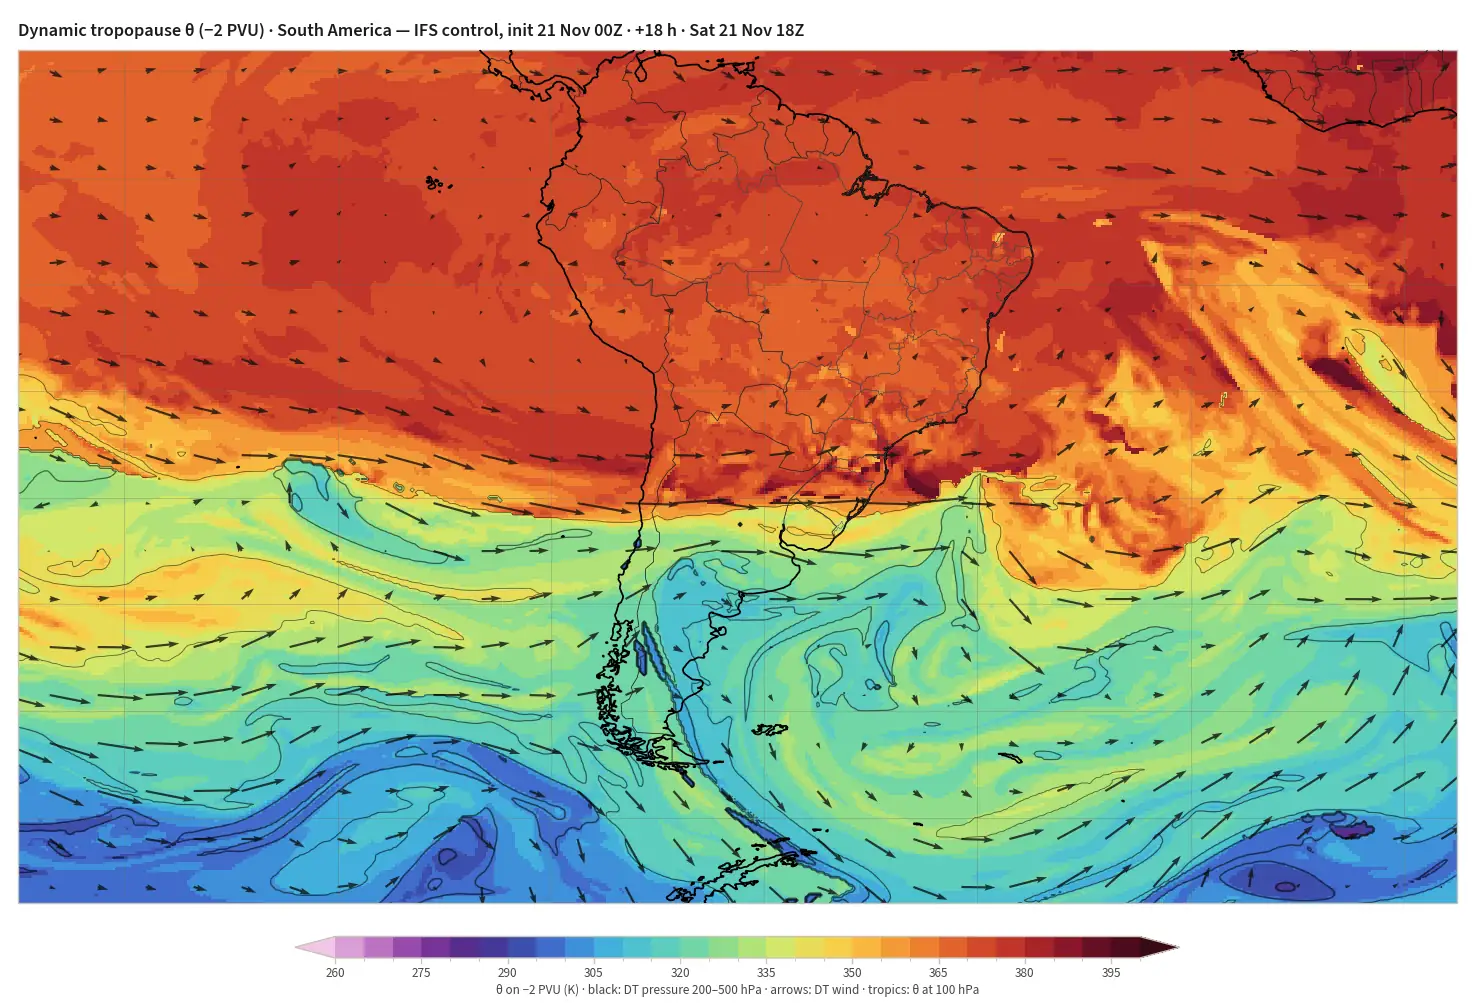 Dynamic tropopause θ (−2 PVU) · South America — IFS control, init 21 Nov 00Z · +18 h · Sat 21 Nov 18Z
260 275 290 305 320 335 350 365 380 395
θ on −2 PVU (K) · black: DT pressure 200–500 hPa · arrows: DT wind · tropics: θ at 100 hPa